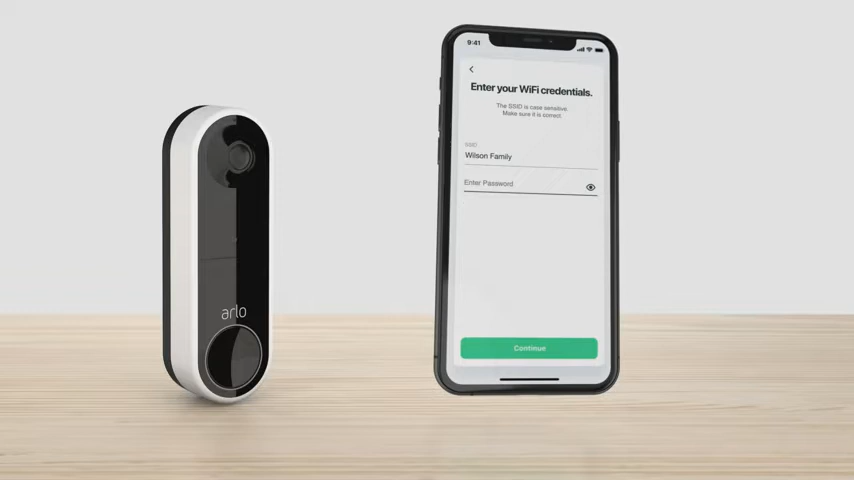 9:41
Enter your WiFi credentials.
The SSID is case sensitive.
Make sure it is correct
SSID
Wilson Family
Enter Password
arlo
Continue